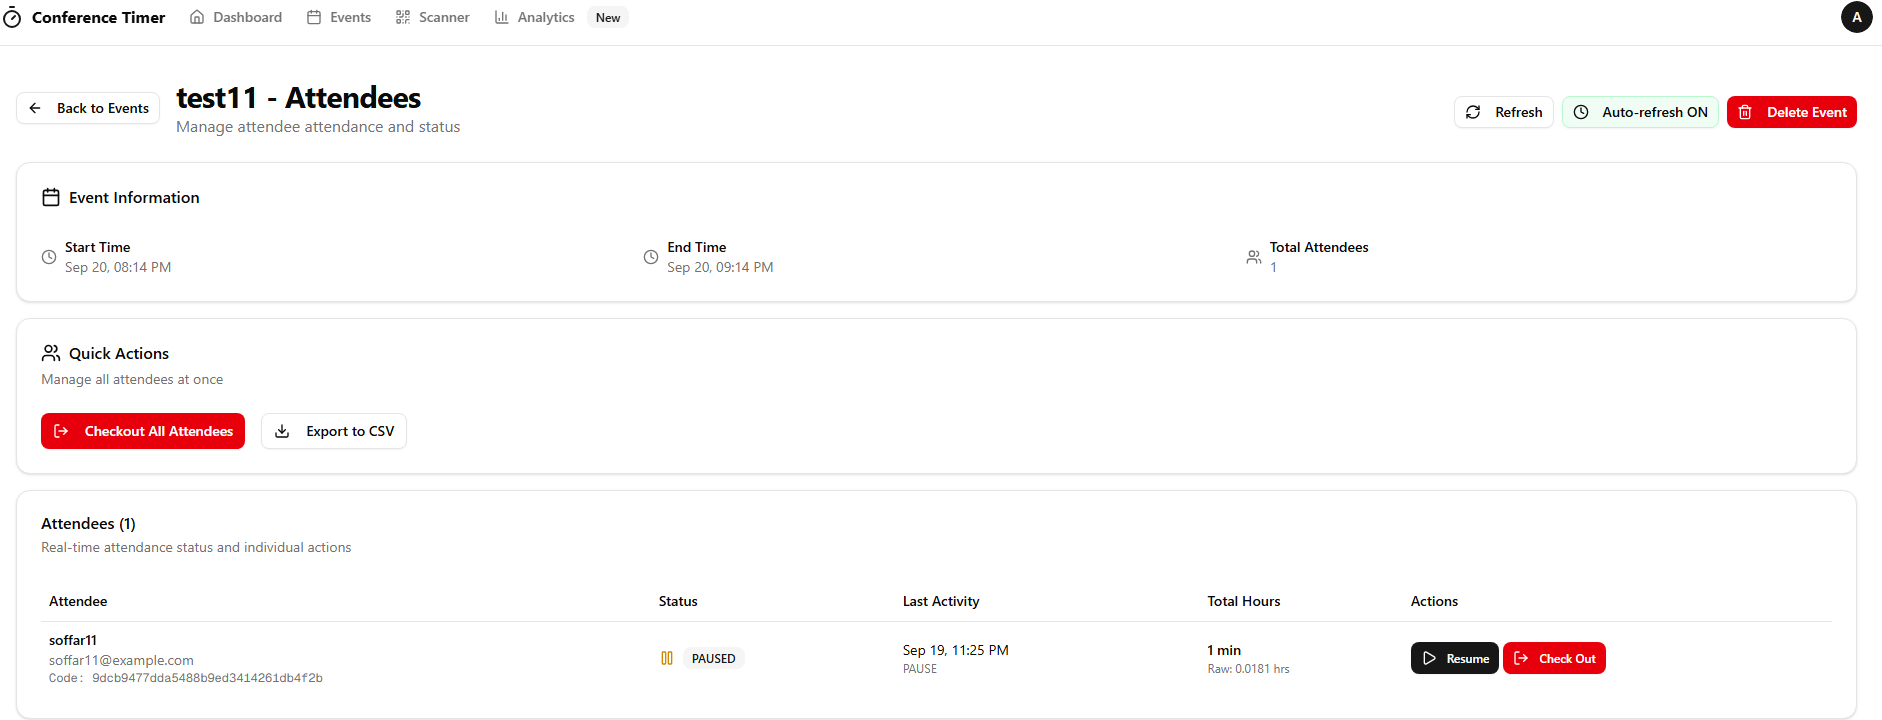 Conference Timer Dashboard Events Scanner Analytics New A
Back to Events
test11 - Attendees
Manage attendee attendance and status
Refresh Auto-refresh ON Delete Event
Event Information
Start Time
Sep 20, 08:14 PM
End Time
Sep 20, 09:14 PM
Total Attendees
1
Quick Actions
Manage all attendees at once
Checkout All Attendees Export to CSV
Attendees (1)
Real-time attendance status and individual actions
Attendee Status Last Activity Total Hours Actions
soffar11
soffar11@example.com
Code: 9dcb9477dda5488b9ed3414261db4f2b
PAUSED
Sep 19, 11:25 PM
PAUSE
1 min
Raw: 0.0181 hrs
Resume Check Out